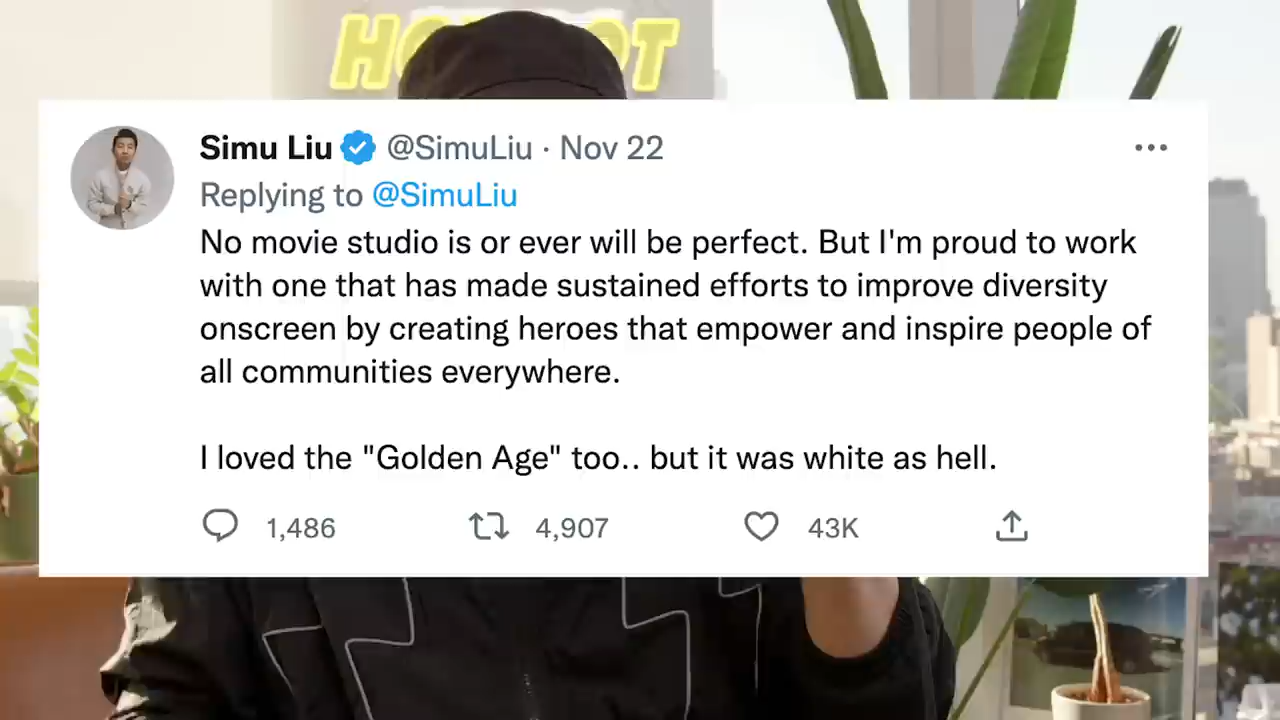 Simu Liu @SimuLiu · Nov 22
Replying to @SimuLiu
No movie studio is or ever will be perfect. But I'm proud to work
with one that has made sustained efforts to improve diversity
onscreen by creating heroes that empower and inspire people of
all communities everywhere.
I loved the "Golden Age" too.. but it was white as hell.
1,486 4,907 43K